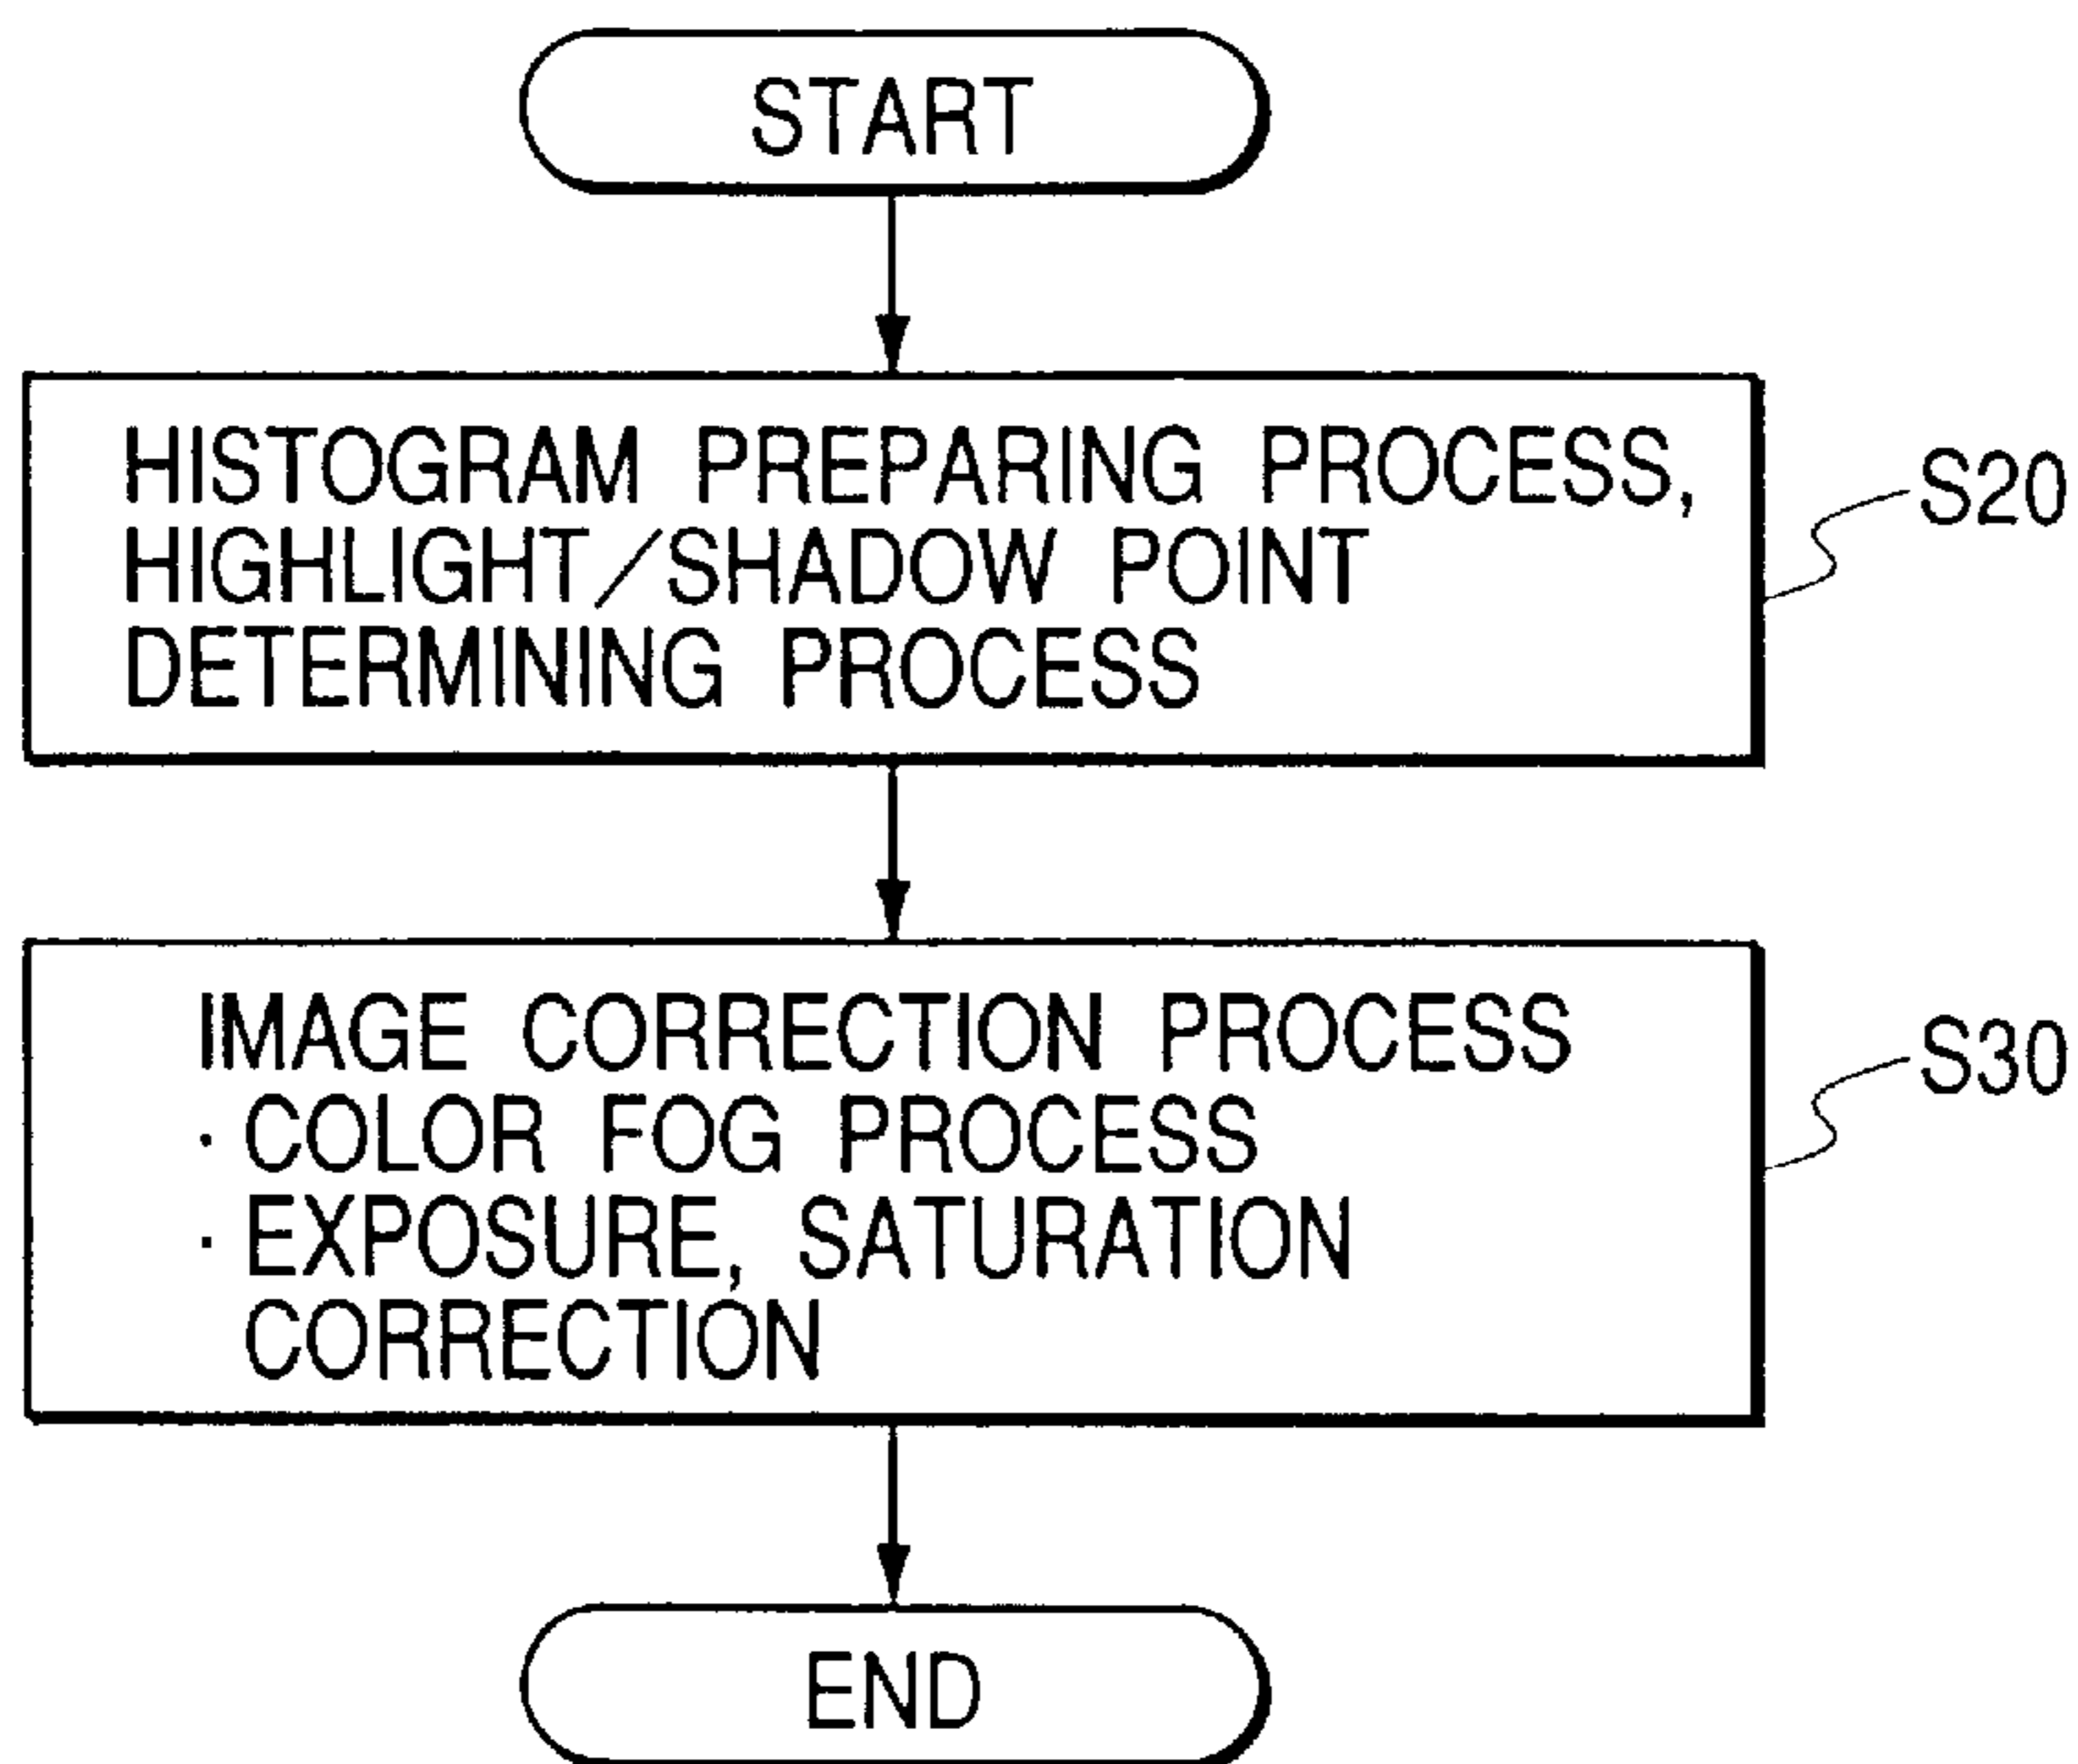 START
HISTOGRAM PREPARING PROCESS,
HIGHLIGHT/SHADOW POINT
DETERMINING PROCESS
S20
IMAGE CORRECTION PROCESS
· COLOR FOG PROCESS
· EXPOSURE, SATURATION
CORRECTION
S30
END